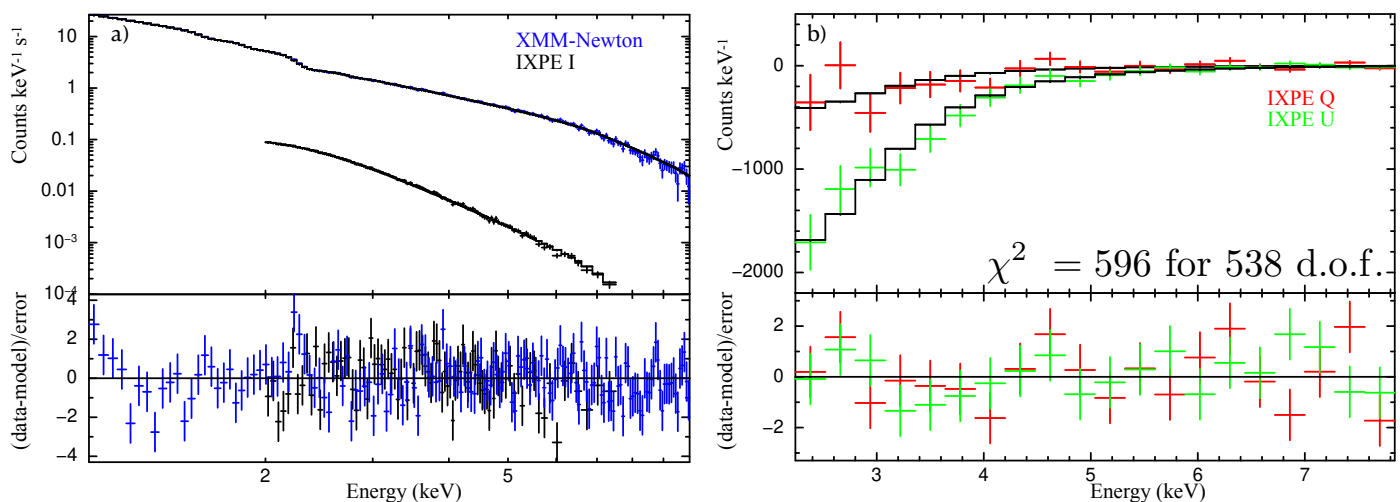 a)
XMM-Newton
IXPE I
Counts keV⁻¹ s⁻¹
10
1
0.1
0.01
10⁻³
10⁻⁴
(data-model)/error
4
2
0
−2
−4
2
5
Energy (keV)
b)
IXPE Q
IXPE U
Counts keV⁻¹
0
−1000
−2000
χ² = 596 for 538 d.o.f.
(data-model)/error
2
0
−2
3
4
5
6
7
Energy (keV)